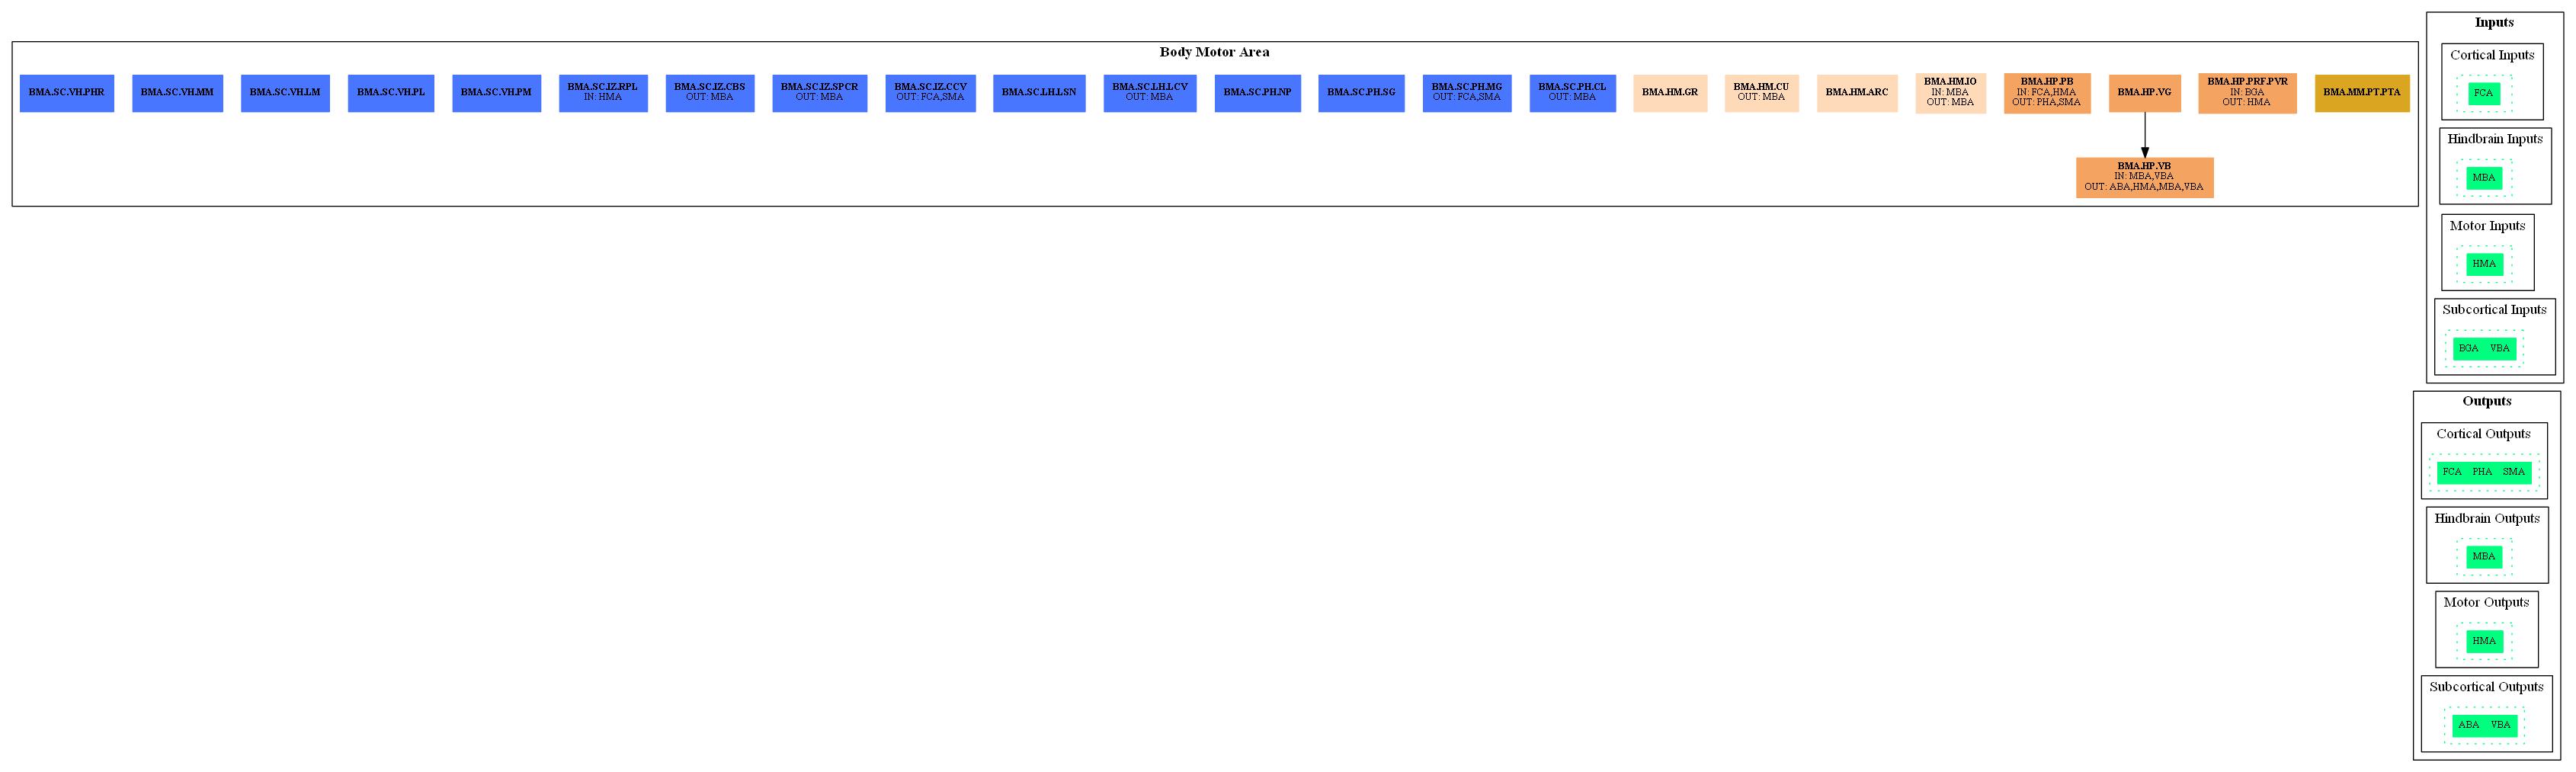 Body Motor Area
BMA.SC.VH.PHR
BMA.SC.VH.MM
BMA.SC.VH.LM
BMA.SC.VH.PL
BMA.SC.VH.PM
BMA.SC.IZ.RPL
IN: HMA
BMA.SC.IZ.CBS
OUT: MBA
BMA.SC.IZ.SPCR
OUT: MBA
BMA.SC.IZ.CCV
OUT: FCA,SMA
BMA.SC.LH.LSN
BMA.SC.LH.LCV
OUT: MBA
BMA.SC.PH.NP
BMA.SC.PH.SG
BMA.SC.PH.MG
OUT: FCA,SMA
BMA.SC.PH.CL
OUT: MBA
BMA.HM.GR
BMA.HM.CU
OUT: MBA
BMA.HM.ARC
BMA.HM.IO
IN: MBA
OUT: MBA
BMA.HP.PB
IN: FCA,HMA
OUT: PHA,SMA
BMA.HP.VG
BMA.HP.PRF.PVR
IN: BGA
OUT: HMA
BMA.MM.PT.PTA
BMA.HP.VB
IN: MBA,VBA
OUT: ABA,HMA,MBA,VBA
Inputs
Cortical Inputs
FCA
Hindbrain Inputs
MBA
Motor Inputs
HMA
Subcortical Inputs
BGA VBA
Outputs
Cortical Outputs
FCA PHA SMA
Hindbrain Outputs
MBA
Motor Outputs
HMA
Subcortical Outputs
ABA VBA